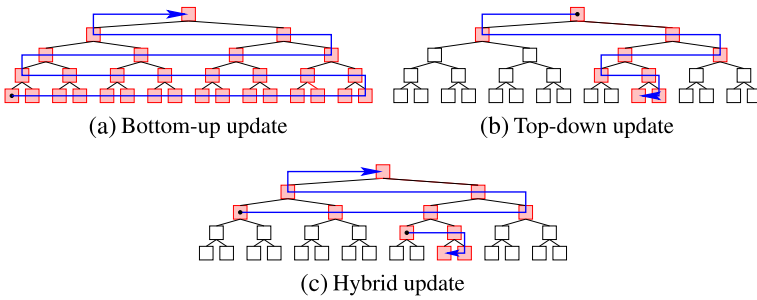 (a) Bottom-up update
(b) Top-down update
(c) Hybrid update